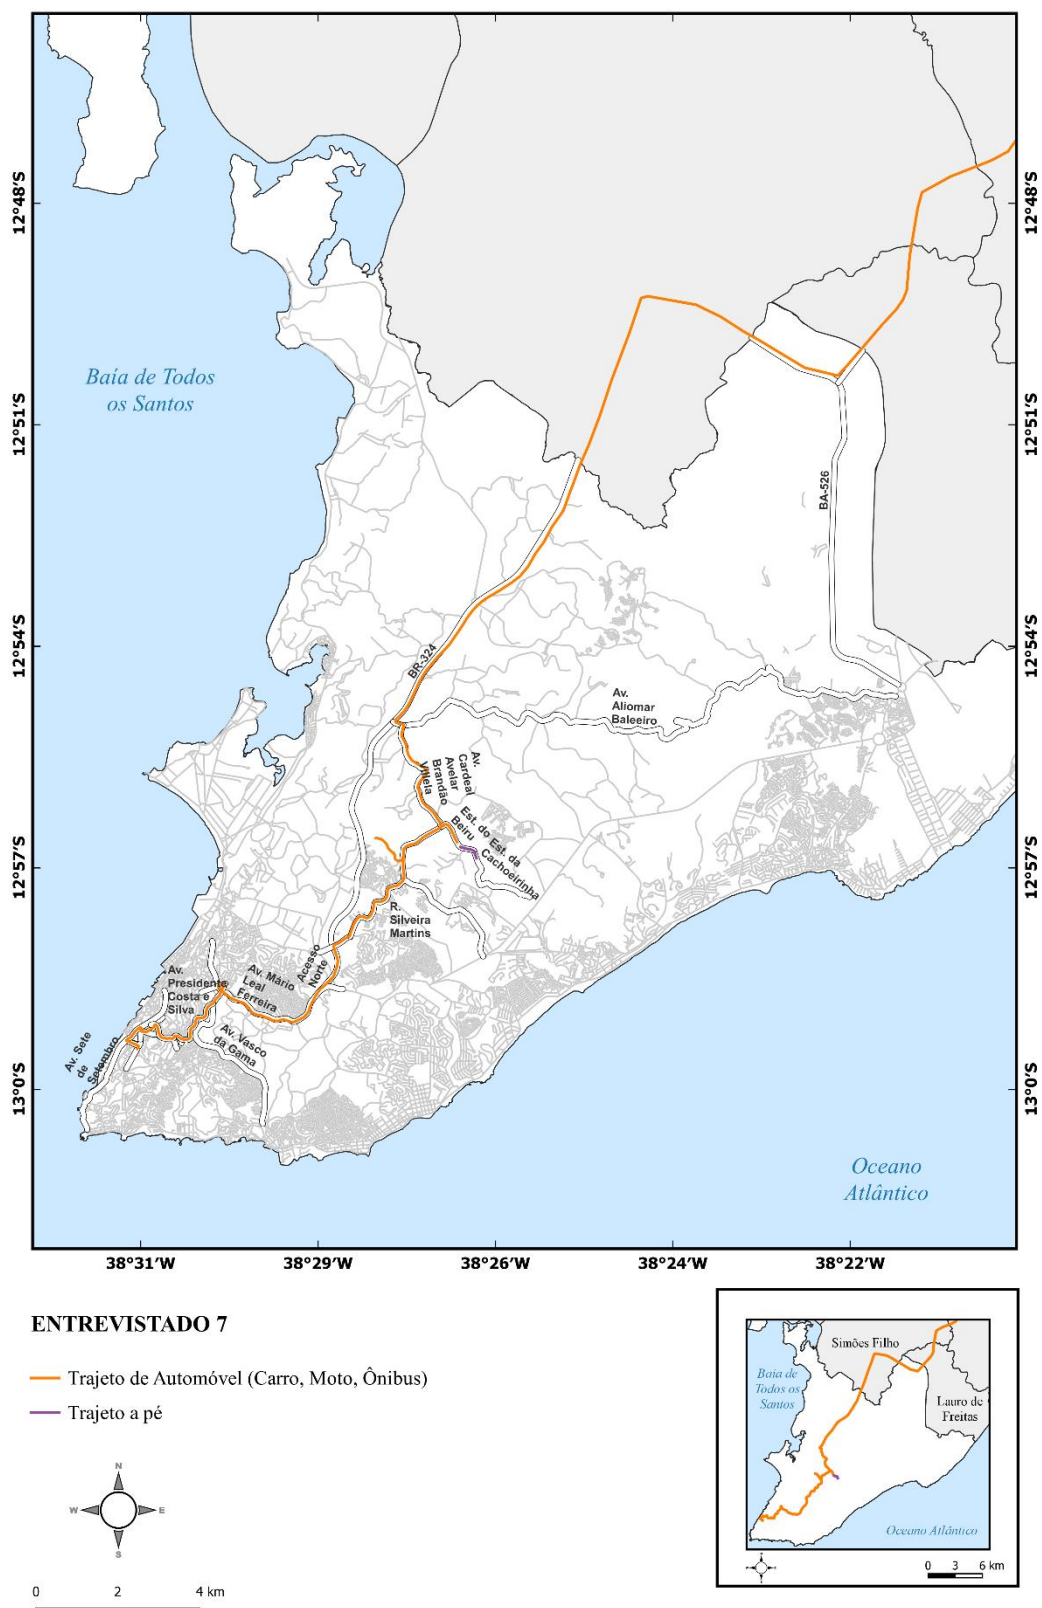 12°48'S
12°48'S
Baía de Todos
os Santos
12°51'S
12°51'S
BA-526
12°54'S
12°54'S
BR-324
Av.
Aliomar
Baleeiro
Av.
Cardeal
Avelar
Brandão
Vilela
Est. do
Beiru
Est. da
Cachoeirinha
12°57'S
12°57'S
R.
Silveira
Martins
Acesso
Norte
Av. Mário
Leal
Ferreira
Av.
Presidente
Costa e
Silva
Av. Vasco
da Gama
Av. Sete
de
Setembro
13°0'S
13°0'S
Oceano
Atlântico
38°31'W
38°29'W
38°26'W
38°24'W
38°22'W
ENTREVISTADO 7
Trajeto de Automóvel (Carro, Moto, Ônibus)
Trajeto a pé
N
W
E
S
0 2 4 km
Simões Filho
Baía de
Todos os
Santos
Lauro de
Freitas
Oceano Atlântico
0 3 6 km